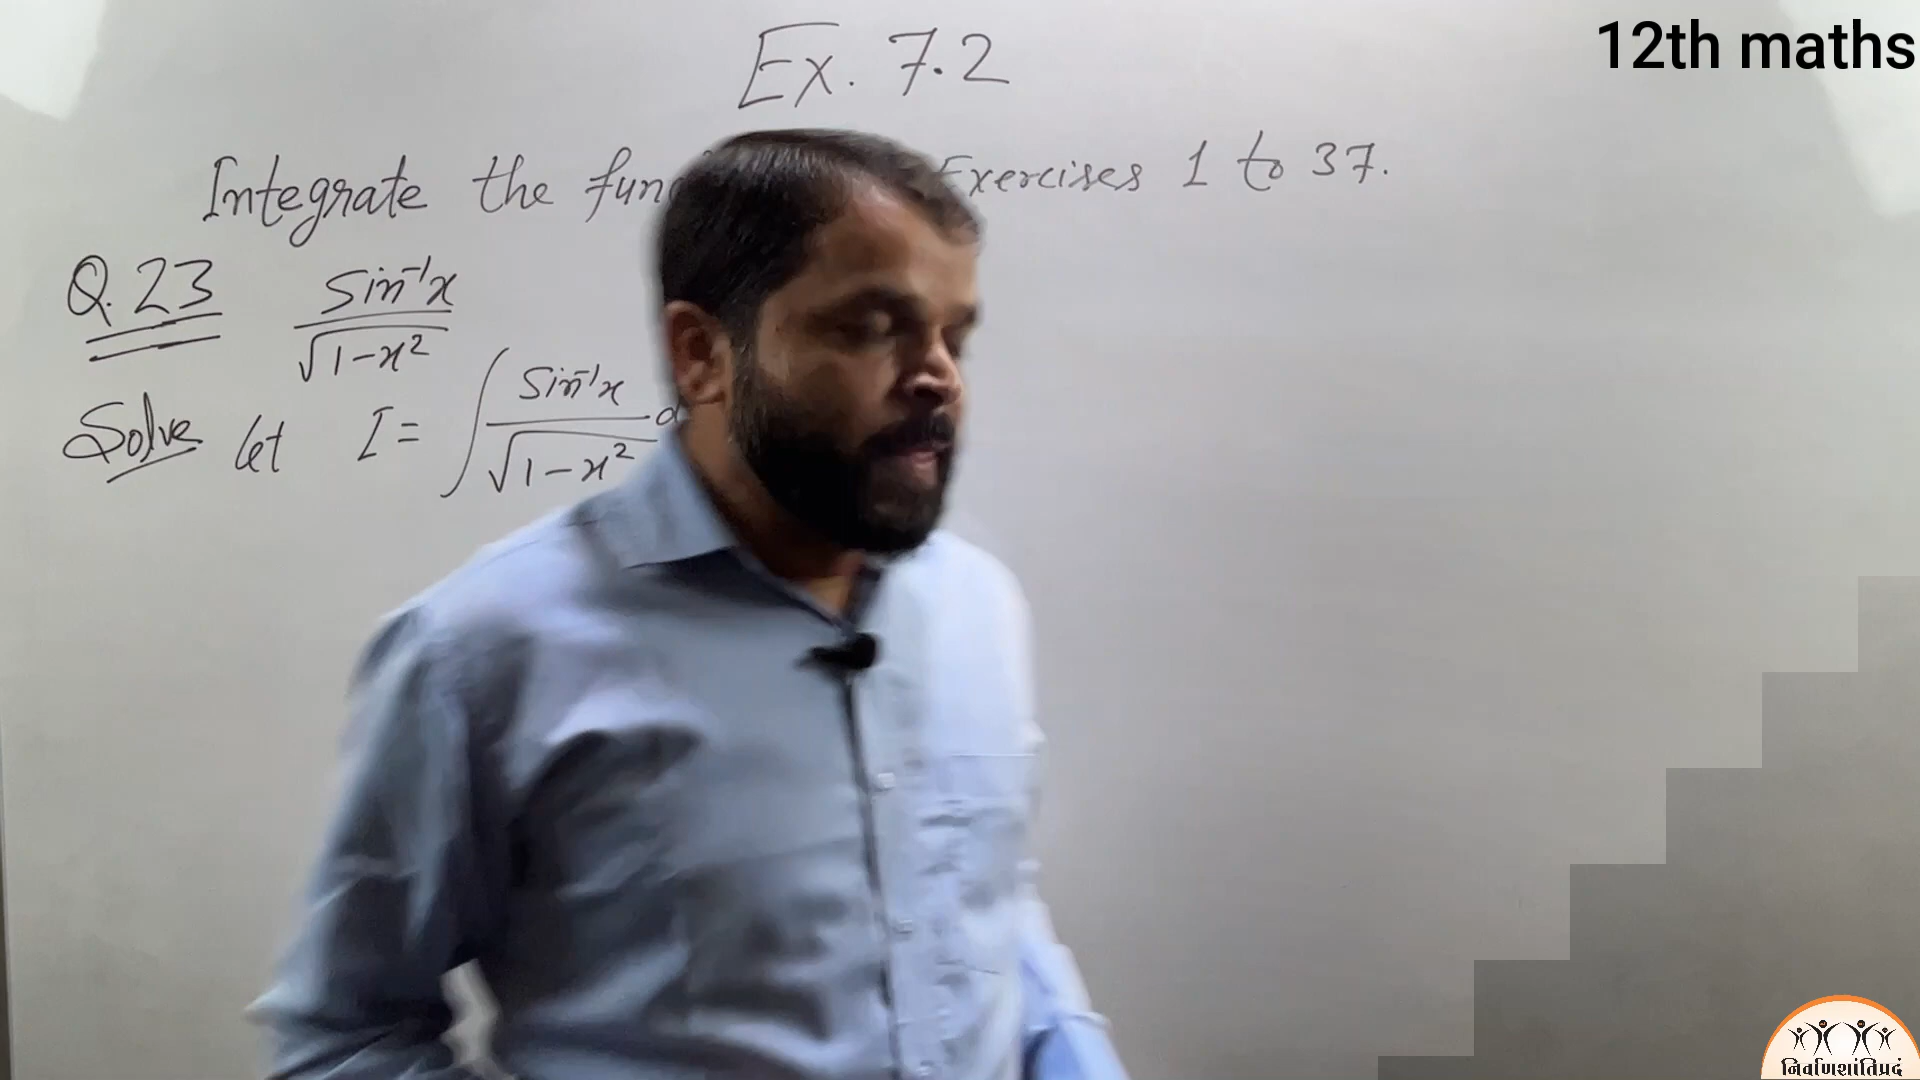 12th maths
Ex. 7.2
Integrate the Exercises 1 to 37.
Q.23 Sin⁻¹x / √1-x²
Solve let I = ∫ Sin⁻¹x / √1-x²